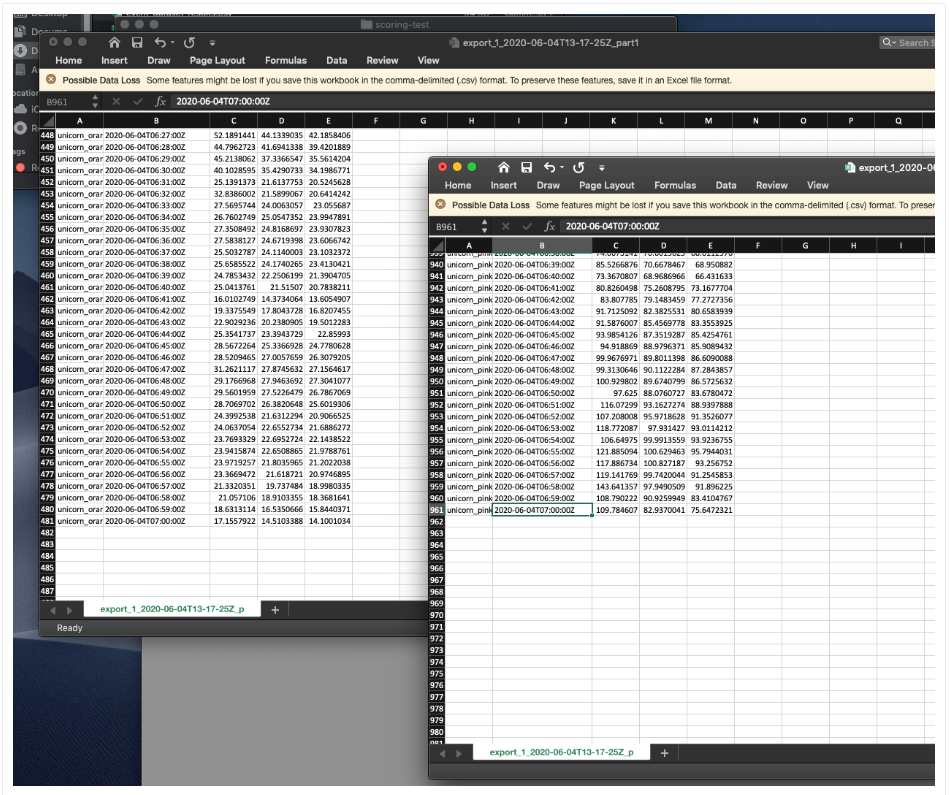 scoring-test
export_1_2020-06-04T13-17-25Z_part1
Search S
Home Insert Draw Page Layout Formulas Data Review View
Possible Data Loss Some features might be lost if you save this workbook in the comma-delimited (.csv) format. To preserve these features, save it in an Excel file format.
B961 fx 2020-06-04T07:00:00Z
A B C D E F G H I J K L M N O P Q
448 unicorn_orar 2020-06-04T06:27:00Z 52.1891441 44.1339035 42.1858406
449 unicorn_orar 2020-06-04T06:28:00Z 44.7962723 41.6941338 39.4201889
450 unicorn_orar 2020-06-04T06:29:00Z 45.2138062 37.3366547 35.5614204
451 unicorn_orar 2020-06-04T06:30:00Z 40.1028595 35.4290733 34.1986771
452 unicorn_orar 2020-06-04T06:31:00Z 25.1391373 21.6137753 20.5245628
453 unicorn_orar 2020-06-04T06:32:00Z 32.8386002 21.5899067 20.6414242
454 unicorn_orar 2020-06-04T06:33:00Z 27.5695744 24.0063057 23.055687
455 unicorn_orar 2020-06-04T06:34:00Z 26.7602749 25.0547352 23.9947891
456 unicorn_orar 2020-06-04T06:35:00Z 27.3508492 24.8168697 23.9307823
457 unicorn_orar 2020-06-04T06:36:00Z 27.5838127 24.6719398 23.6066742
458 unicorn_orar 2020-06-04T06:37:00Z 25.5032787 24.1140003 23.1032372
459 unicorn_orar 2020-06-04T06:38:00Z 25.6585522 24.1740265 23.4130421
460 unicorn_orar 2020-06-04T06:39:00Z 24.7853432 22.2506199 21.3904705
461 unicorn_orar 2020-06-04T06:40:00Z 25.0413761 21.51507 20.7838211
462 unicorn_orar 2020-06-04T06:41:00Z 16.0102749 14.3734064 13.6054907
463 unicorn_orar 2020-06-04T06:42:00Z 19.3375549 17.8043728 16.8207455
464 unicorn_orar 2020-06-04T06:43:00Z 22.9029236 20.2380905 19.5012283
465 unicorn_orar 2020-06-04T06:44:00Z 25.3541737 23.3943729 22.85993
466 unicorn_orar 2020-06-04T06:45:00Z 28.5672264 25.3366928 24.7780628
467 unicorn_orar 2020-06-04T06:46:00Z 28.5209465 27.0057659 26.3079205
468 unicorn_orar 2020-06-04T06:47:00Z 31.2621117 27.8745632 27.1564617
469 unicorn_orar 2020-06-04T06:48:00Z 29.1766968 27.9463692 27.3041077
470 unicorn_orar 2020-06-04T06:49:00Z 29.5601959 27.5226479 26.7867069
471 unicorn_orar 2020-06-04T06:50:00Z 28.7069702 26.3820648 25.6019306
472 unicorn_orar 2020-06-04T06:51:00Z 24.3992538 21.6312294 20.9066525
473 unicorn_orar 2020-06-04T06:52:00Z 24.0637054 22.6552734 21.6886272
474 unicorn_orar 2020-06-04T06:53:00Z 23.7693329 22.6952724 22.1438522
475 unicorn_orar 2020-06-04T06:54:00Z 23.9415874 22.6508865 21.9788761
476 unicorn_orar 2020-06-04T06:55:00Z 23.9719257 21.8035965 21.2022038
477 unicorn_orar 2020-06-04T06:56:00Z 23.3669472 21.618721 20.9746895
478 unicorn_orar 2020-06-04T06:57:00Z 21.3320351 19.737484 18.9980335
479 unicorn_orar 2020-06-04T06:58:00Z 21.057106 18.9103355 18.3681641
480 unicorn_orar 2020-06-04T06:59:00Z 18.6313114 16.5350666 15.8440371
481 unicorn_orar 2020-06-04T07:00:00Z 17.1557922 14.5103388 14.1001034
482
483
484
485
486
487
export_1_2020-06-04T13-17-25Z_p +
Ready
export_1_2020-06
Home Insert Draw Page Layout Formulas Data Review View
Possible Data Loss Some features might be lost if you save this workbook in the comma-delimited (.csv) format. To preser
B961 fx 2020-06-04T07:00:00Z
A B C D E F G H I
940 unicorn_pink 2020-06-04T06:39:00Z 85.5266876 70.6678467 68.950882
941 unicorn_pink 2020-06-04T06:40:00Z 73.3670807 68.9686966 66.431633
942 unicorn_pink 2020-06-04T06:41:00Z 80.8260498 75.2608795 73.1677704
943 unicorn_pink 2020-06-04T06:42:00Z 83.807785 79.1483459 77.2727356
944 unicorn_pink 2020-06-04T06:43:00Z 91.7125092 82.3825531 80.6583939
945 unicorn_pink 2020-06-04T06:44:00Z 91.5876007 85.4569778 83.3553925
946 unicorn_pink 2020-06-04T06:45:00Z 93.9854126 87.3519287 85.4254761
947 unicorn_pink 2020-06-04T06:46:00Z 94.918869 88.9796371 85.9089432
948 unicorn_pink 2020-06-04T06:47:00Z 99.9676971 89.8011398 86.6090088
949 unicorn_pink 2020-06-04T06:48:00Z 99.3130646 90.1122284 87.2843857
950 unicorn_pink 2020-06-04T06:49:00Z 100.929802 89.6740799 86.5725632
951 unicorn_pink 2020-06-04T06:50:00Z 97.625 88.0760727 83.6780472
952 unicorn_pink 2020-06-04T06:51:00Z 116.07299 93.1627274 88.9397888
953 unicorn_pink 2020-06-04T06:52:00Z 107.208008 95.9718628 91.3526077
954 unicorn_pink 2020-06-04T06:53:00Z 118.772087 97.931427 93.0114212
955 unicorn_pink 2020-06-04T06:54:00Z 106.64975 99.9913559 93.9236755
956 unicorn_pink 2020-06-04T06:55:00Z 121.885094 100.629463 95.7944031
957 unicorn_pink 2020-06-04T06:56:00Z 117.886734 100.827187 93.256752
958 unicorn_pink 2020-06-04T06:57:00Z 119.141769 99.7420044 91.2545853
959 unicorn_pink 2020-06-04T06:58:00Z 143.641357 97.9490509 91.896225
960 unicorn_pink 2020-06-04T06:59:00Z 108.790222 90.9259949 83.4104767
961 unicorn_pink 2020-06-04T07:00:00Z 109.784607 82.9370041 75.6472321
962
963
964
965
966
967
968
969
970
971
972
973
974
975
976
977
978
979
980
export_1_2020-06-04T13-17-25Z_p +